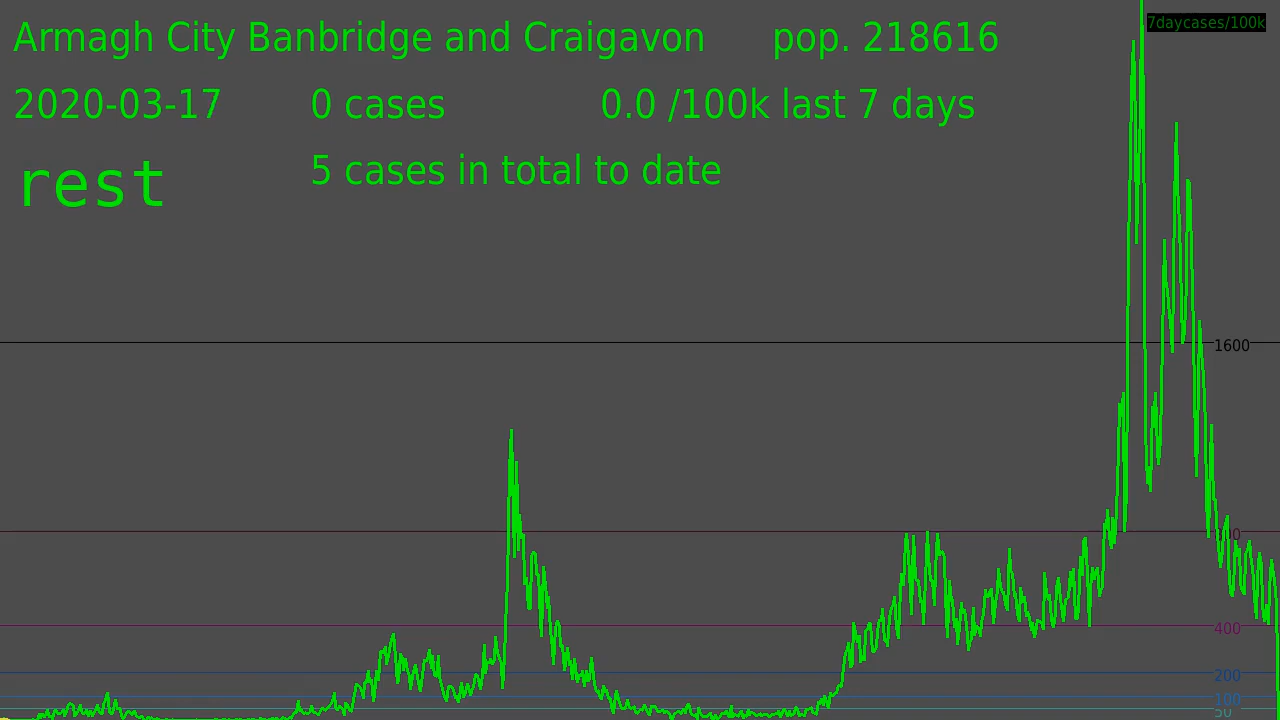 Armagh City Banbridge and Craigavon pop. 218616
7daycases/100k
2020-03-17 0 cases 0.0 /100k last 7 days
rest 5 cases in total to date
1600
400
200
100
50